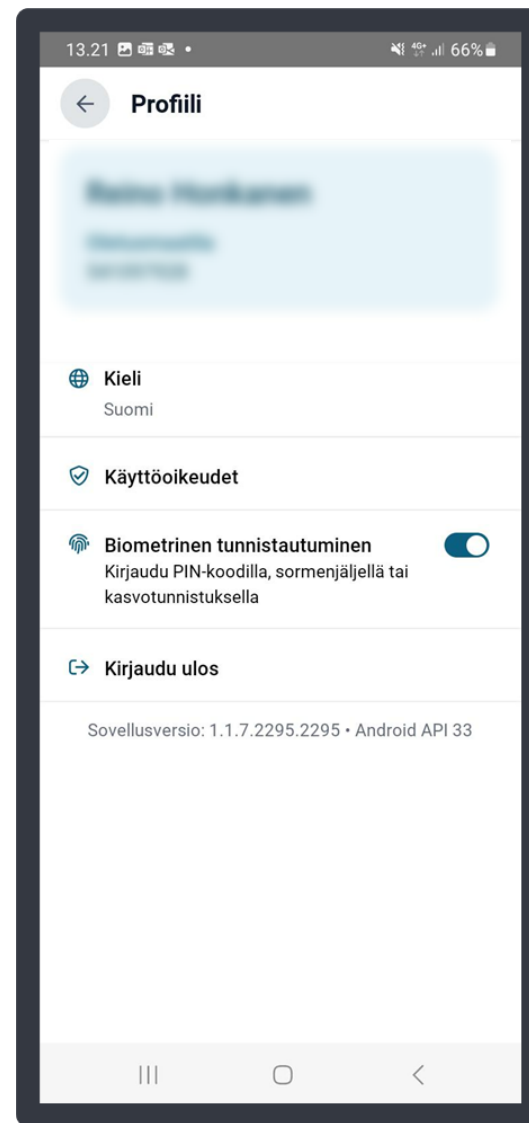 13.21
4G+ 66%
Profiili
Kieli
Suomi
Käyttöoikeudet
Biometrinen tunnistautuminen
Kirjaudu PIN-koodilla, sormenjäljellä tai
kasvotunnistuksella
Kirjaudu ulos
Sovellusversio: 1.1.7.2295.2295 • Android API 33